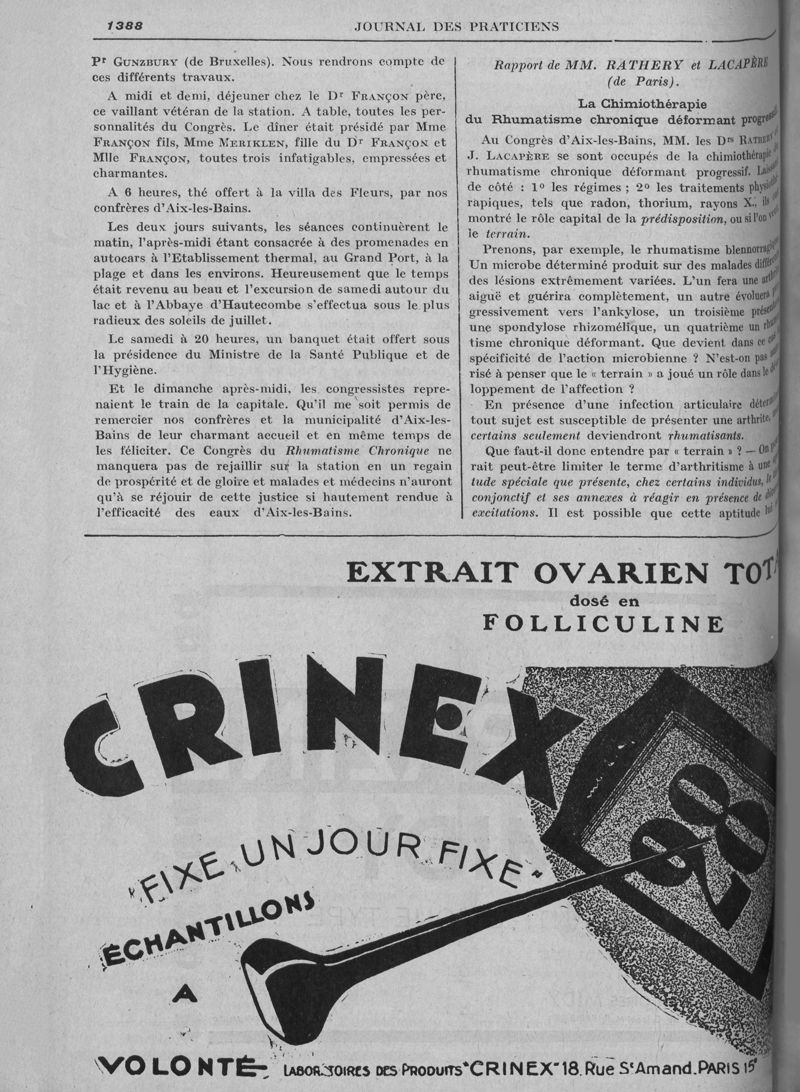 1388
JOURNAL DES PRATICIENS
Pr GUNZBURY (de Bruxelles). Nous rendrons compte de
ces différents travaux.
A midi et demi, déjeuner chez le Dr FRANÇON père,
ce vaillant vétéran de la station. A table, toutes les per-
sonnalités du Congrès. Le dîner était présidé par Mme
FRANÇON fils, Mme MERIKLEN, fille du Dr FRANÇON et
Mlle FRANÇON, toutes trois infatigables, empressées et
charmantes.
A 6 heures, thé offert à la villa des Fleurs, par nos
confrères d'Aix-les-Bains.
Les deux jours suivants, les séances continuèrent le
matin, l'après-midi étant consacrée à des promenades en
autocars à l'Etablissement thermal, au Grand Port, à la
plage et dans les environs. Heureusement que le temps
était revenu au beau et l'excursion de samedi autour du
lac et à l'Abbaye d'Hautecombe s'effectua sous le plus
radieux des soleils de juillet.
Le samedi à 20 heures, un banquet était offert sous
la présidence du Ministre de la Santé Publique et de
l'Hygiène.
Et le dimanche après-midi, les congressistes repre-
naient le train de la capitale. Qu'il me soit permis de
remercier nos confrères et la municipalité d'Aix-les-
Bains de leur charmant accueil et en même temps de
les féliciter. Ce Congrès du Rhumatisme Chronique ne
manquera pas de rejaillir sur la station en un regain
de prospérité et de gloire et malades et médecins n'auront
qu'à se réjouir de cette justice si hautement rendue à
l'efficacité des eaux d'Aix-les-Bains.
Rapport de MM. RATHERY et LACAPÈRE
(de Paris).
La Chimiothérapie
du Rhumatisme chronique déformant
Au Congrès d'Aix-les-Bains, MM. les Drs RATHERY
J. LACAPÈRE se sont occupés de la chimiothérapie
rhumatisme chronique déformant progressif.
de côté : 1° les régimes ; 2° les traitements
rapiques, tels que radon, thorium, rayons X., ils
montré le rôle capital de la prédisposition, ou si l'on
le terrain.
Prenons, par exemple, le rhumatisme
Un microbe déterminé produit sur des malades
des lésions extrêmement variées. L'un fera une
aiguë et guérira complètement, un autre évoluera
gressivement vers l'ankylose, un troisième
une spondylose rhizomélique, un quatrième un
tisme chronique déformant. Que devient dans ce
spécificité de l'action microbienne ? N'est-on pas
risé à penser que le « terrain » a joué un rôle dans le
loppement de l'affection ?
En présence d'une infection articulaire
tout sujet est susceptible de présenter une arthrite,
certains seulement deviendront rhumatisants.
Que faut-il donc entendre par « terrain » ? — On
rait peut-être limiter le terme d'arthritisme à une
tude spéciale que présente, chez certains individus, le
conjonctif et ses annexes à réagir en présence de
excitations. Il est possible que cette aptitude
EXTRAIT OVARIEN
dosé en
FOLLICULINE
CRINEX
28
"FIXE UN JOUR FIXE"
ÉCHANTILLONS
A
VOLONTÉ
LABORATOIRES DES PRODUITS "CRINEX" 18. Rue St Amand. PARIS 15e